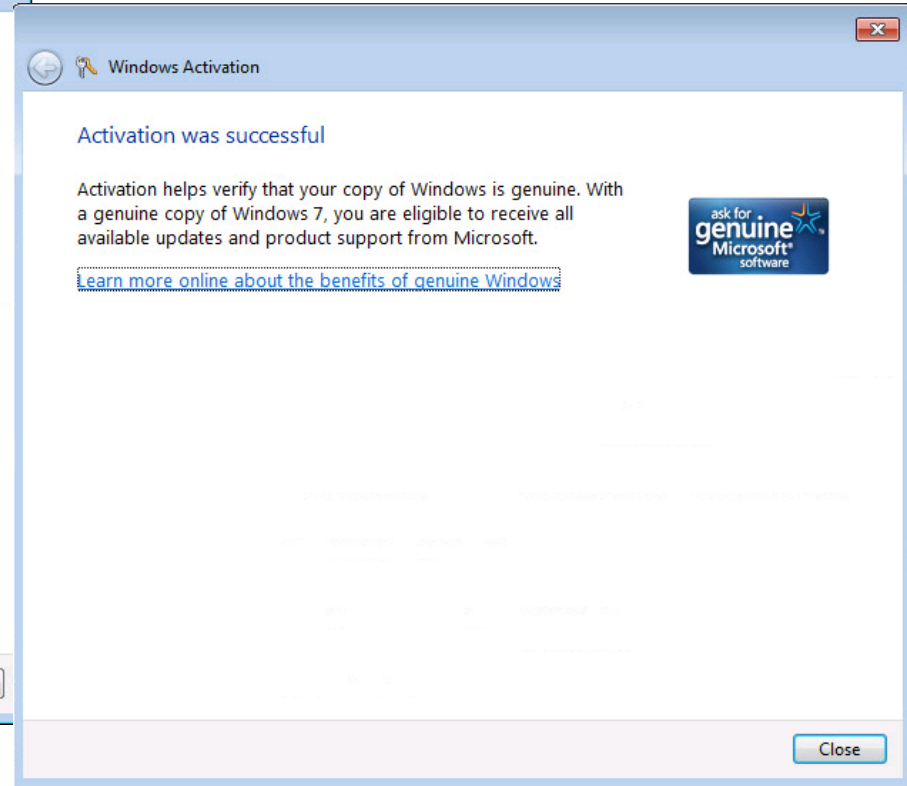 Windows Activation
Activation was successful
Activation helps verify that your copy of Windows is genuine. With
a genuine copy of Windows 7, you are eligible to receive all
available updates and product support from Microsoft.
ask for
genuine
Microsoft®
software
Learn more online about the benefits of genuine Windows
Close